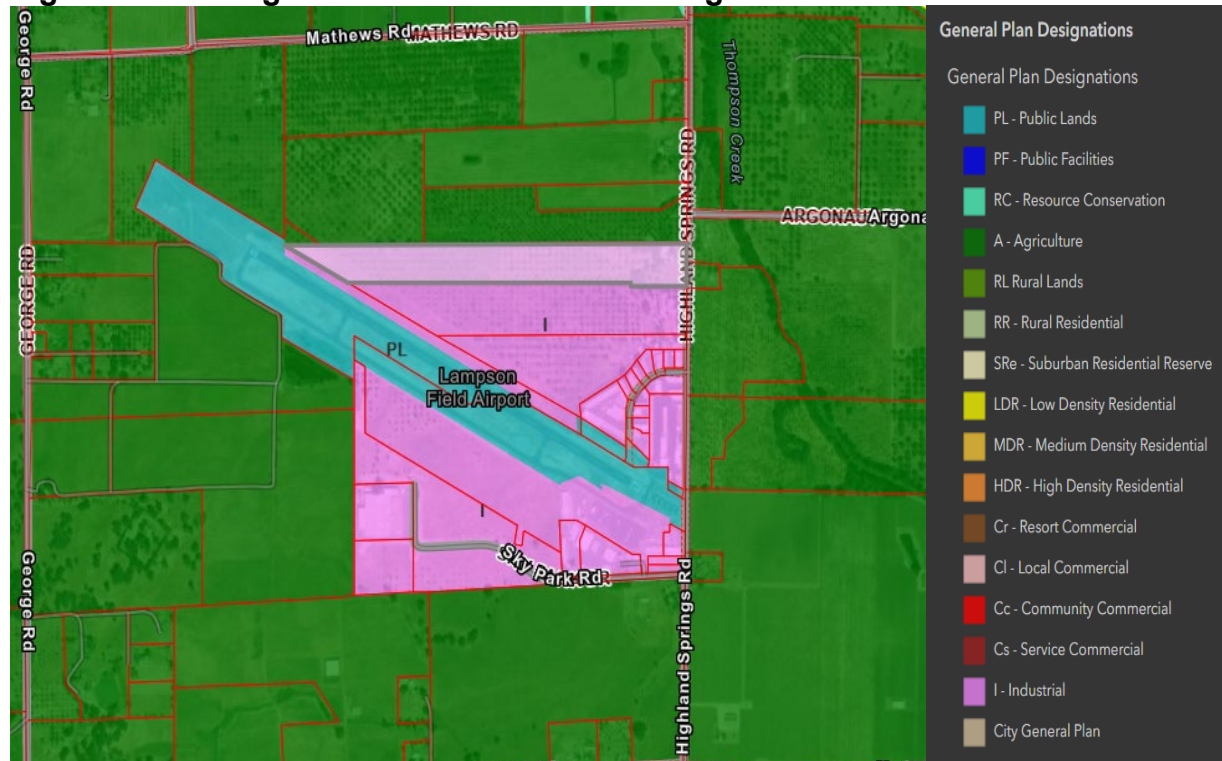 George Rd
Mathews Rd
MATHEWS RD
Thompson Creek
HIGHLAND SPRINGS RD
Argona
GEORGE RD
I
PL
Lampson
Field Airport
I
Sky Park Rd
George Rd
Highland Springs Rd
General Plan Designations
General Plan Designations
PL - Public Lands
PF - Public Facilities
RC - Resource Conservation
A - Agriculture
RL Rural Lands
RR - Rural Residential
SRe - Suburban Residential Reserve
LDR - Low Density Residential
MDR - Medium Density Residential
HDR - High Density Residential
Cr - Resort Commercial
Cl - Local Commercial
Cc - Community Commercial
Cs - Service Commercial
I - Industrial
City General Plan